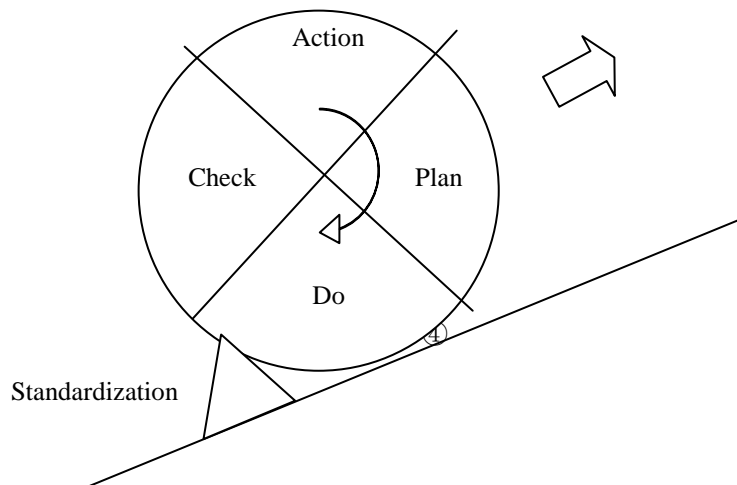 Action
Check
Plan
Do
④
Standardization